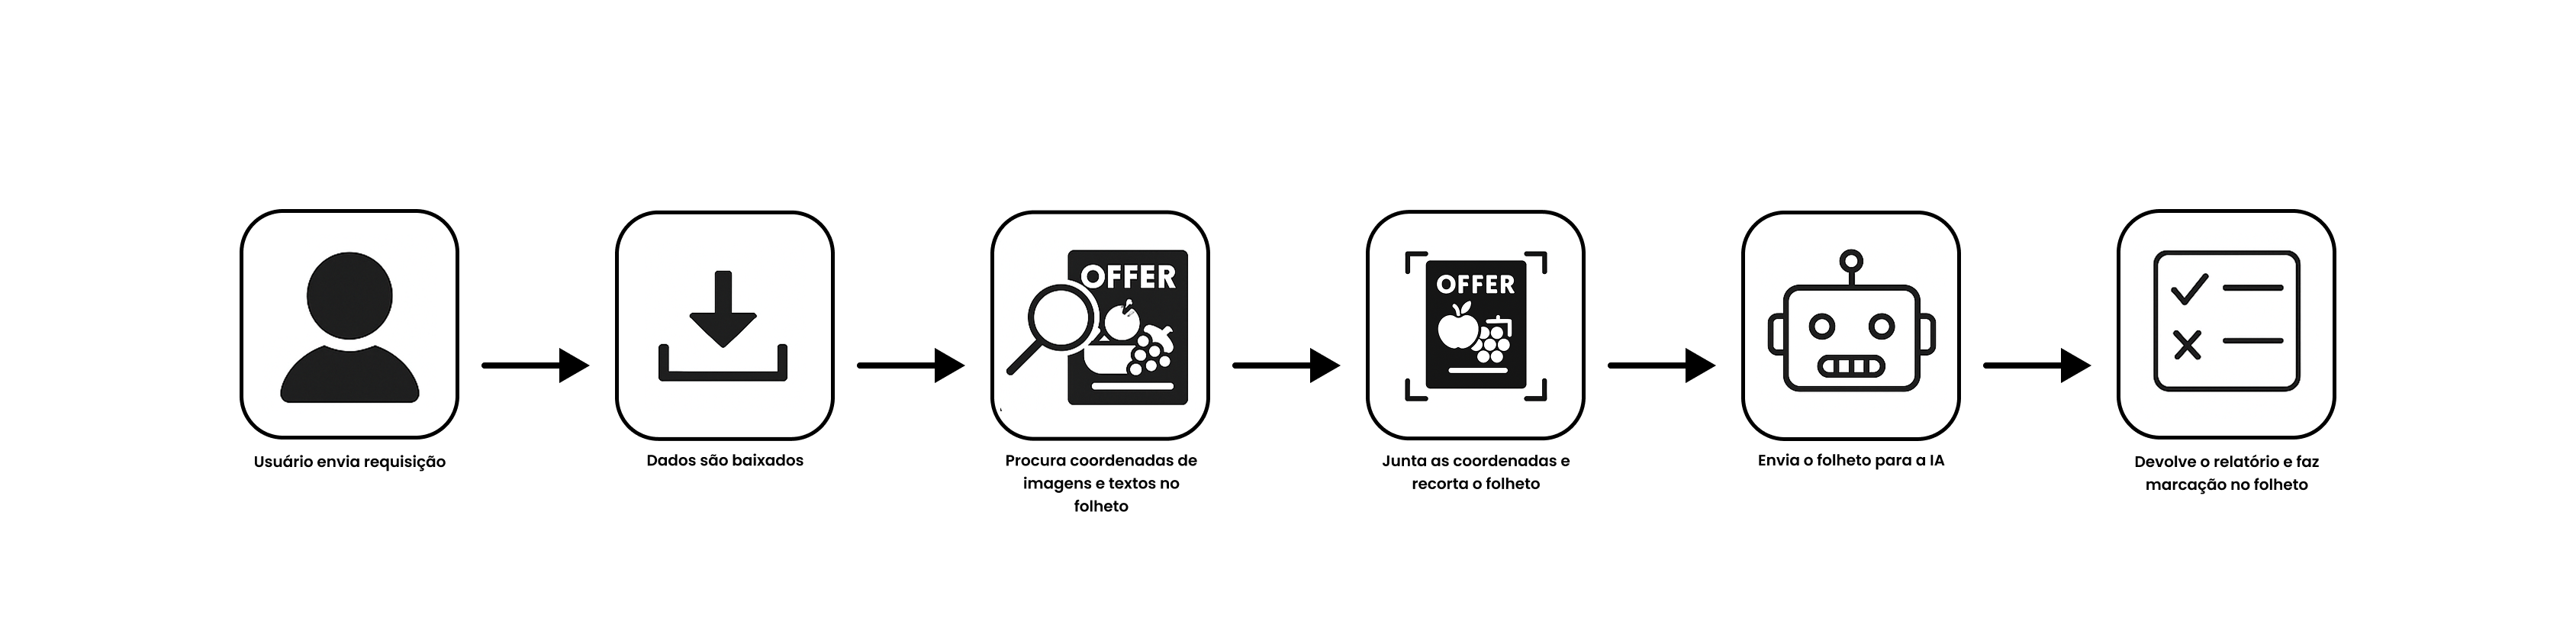 OFFER
OFFER
Usuário envia requisição
Dados são baixados
Procura coordenadas de
imagens e textos no
folheto
Junta as coordenadas e
recorta o folheto
Envia o folheto para a IA
Devolve o relatório e faz
marcação no folheto